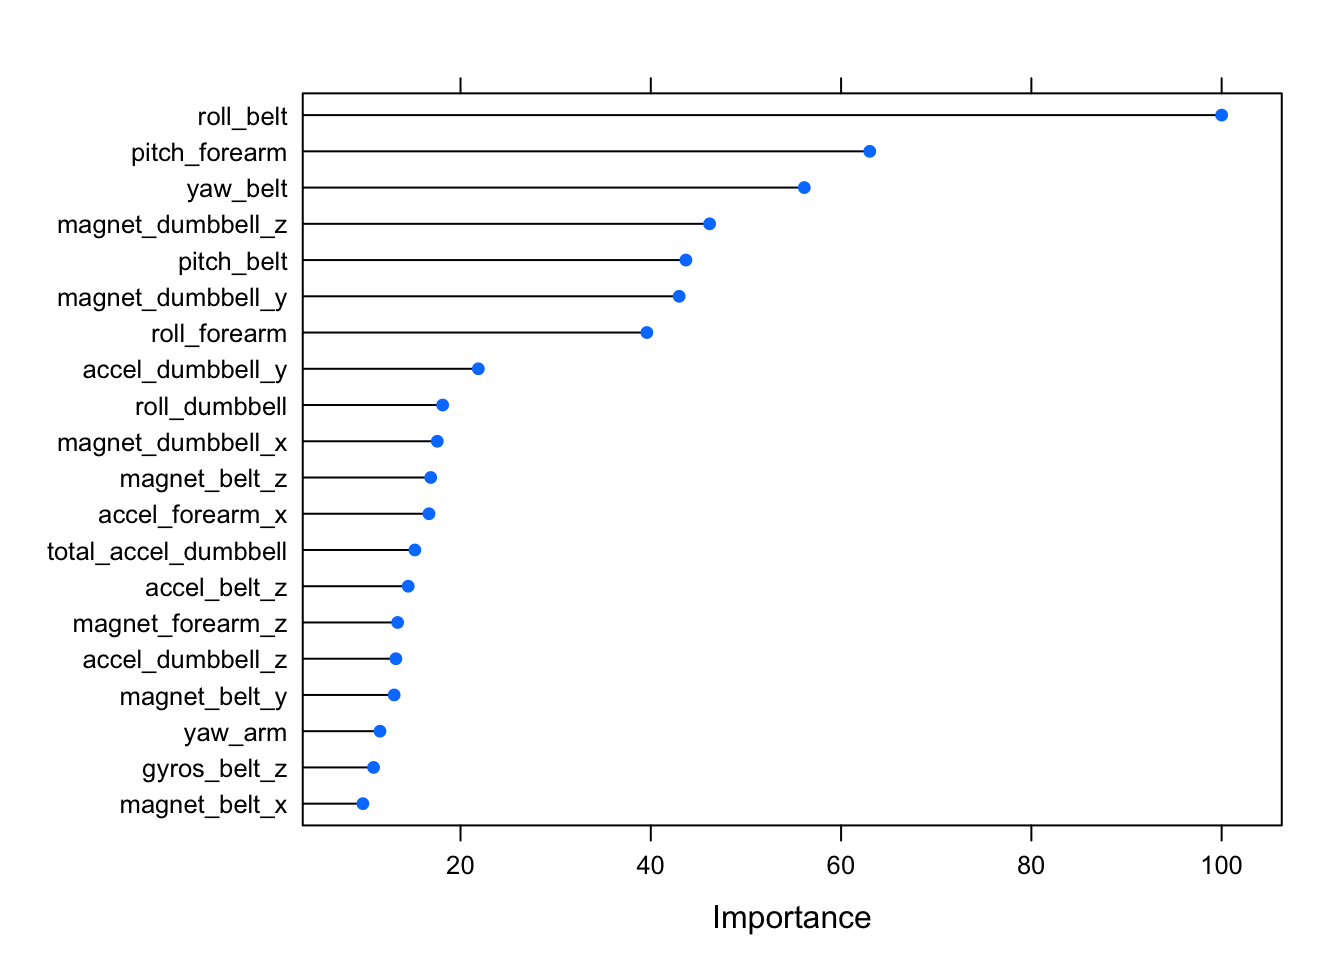 roll_belt
pitch_forearm
yaw_belt
magnet_dumbbell_z
pitch_belt
magnet_dumbbell_y
roll_forearm
accel_dumbbell_y
roll_dumbbell
magnet_dumbbell_x
magnet_belt_z
accel_forearm_x
total_accel_dumbbell
accel_belt_z
magnet_forearm_z
accel_dumbbell_z
magnet_belt_y
yaw_arm
gyros_belt_z
magnet_belt_x
20 40 60 80 100
Importance